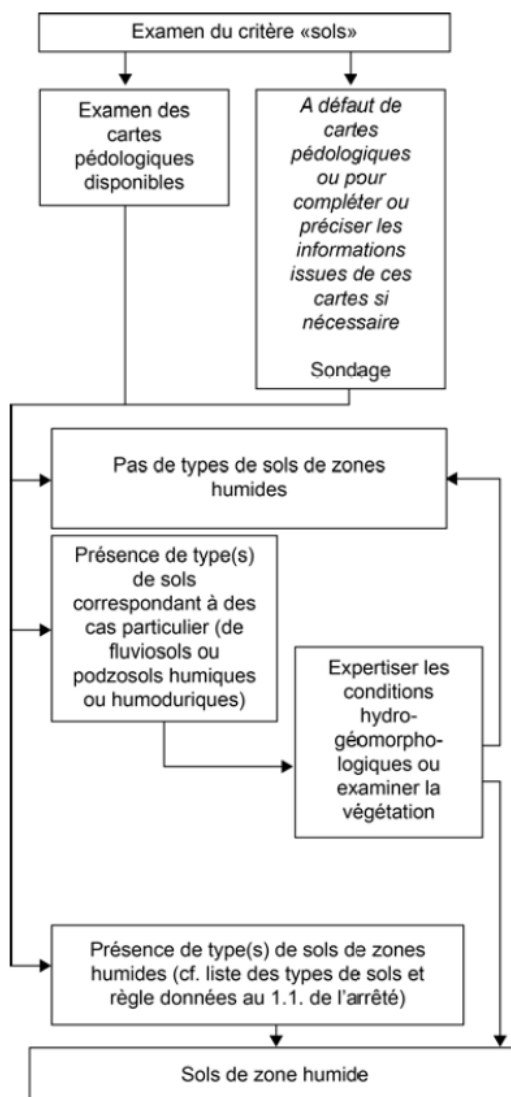 Examen du critère «sols»
Examen des
cartes
pédologiques
disponibles
A défaut de
cartes
pédologiques
ou pour
compléter ou
préciser les
informations
issues de ces
cartes si
nécessaire
Sondage
Pas de types de sols de zones
humides
Présence de type(s)
de sols
correspondant à des
cas particulier (de
fluviosols ou
podzosols humiques
ou humoduriques)
Expertiser les
conditions
hydro-
géomorpho-
logiques ou
examiner la
végétation
Présence de type(s) de sols de zones
humides (cf. liste des types de sols et
règle données au 1.1. de l'arrêté)
Sols de zone humide